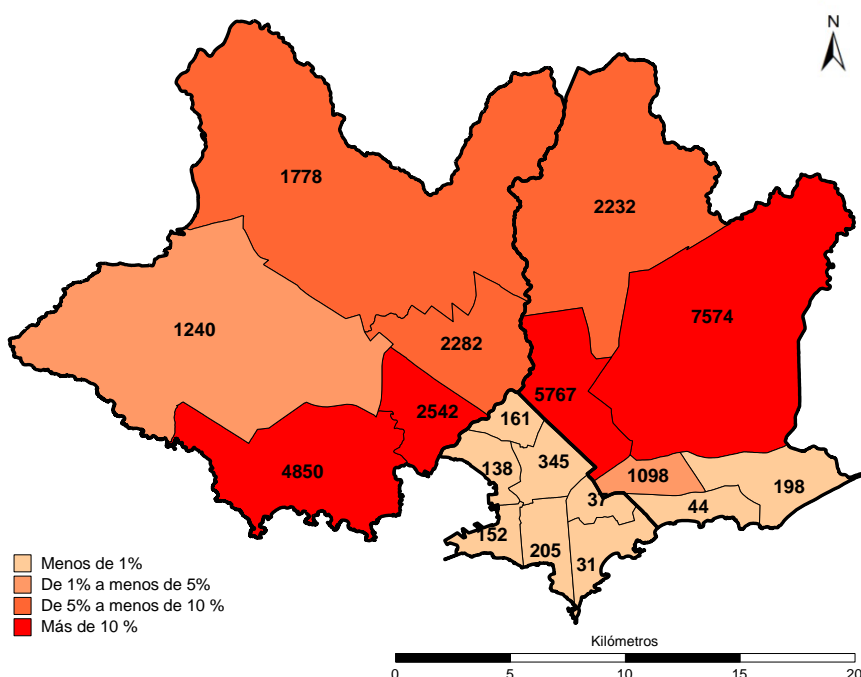 N
1778
2232
7574
1240
2282
5767
2542
161
345
4850
138
1098
198
37
44
152
205
31
Menos de 1%
De 1% a menos de 5%
De 5% a menos de 10 %
Más de 10 %
Kilómetros
0 5 10 15 20